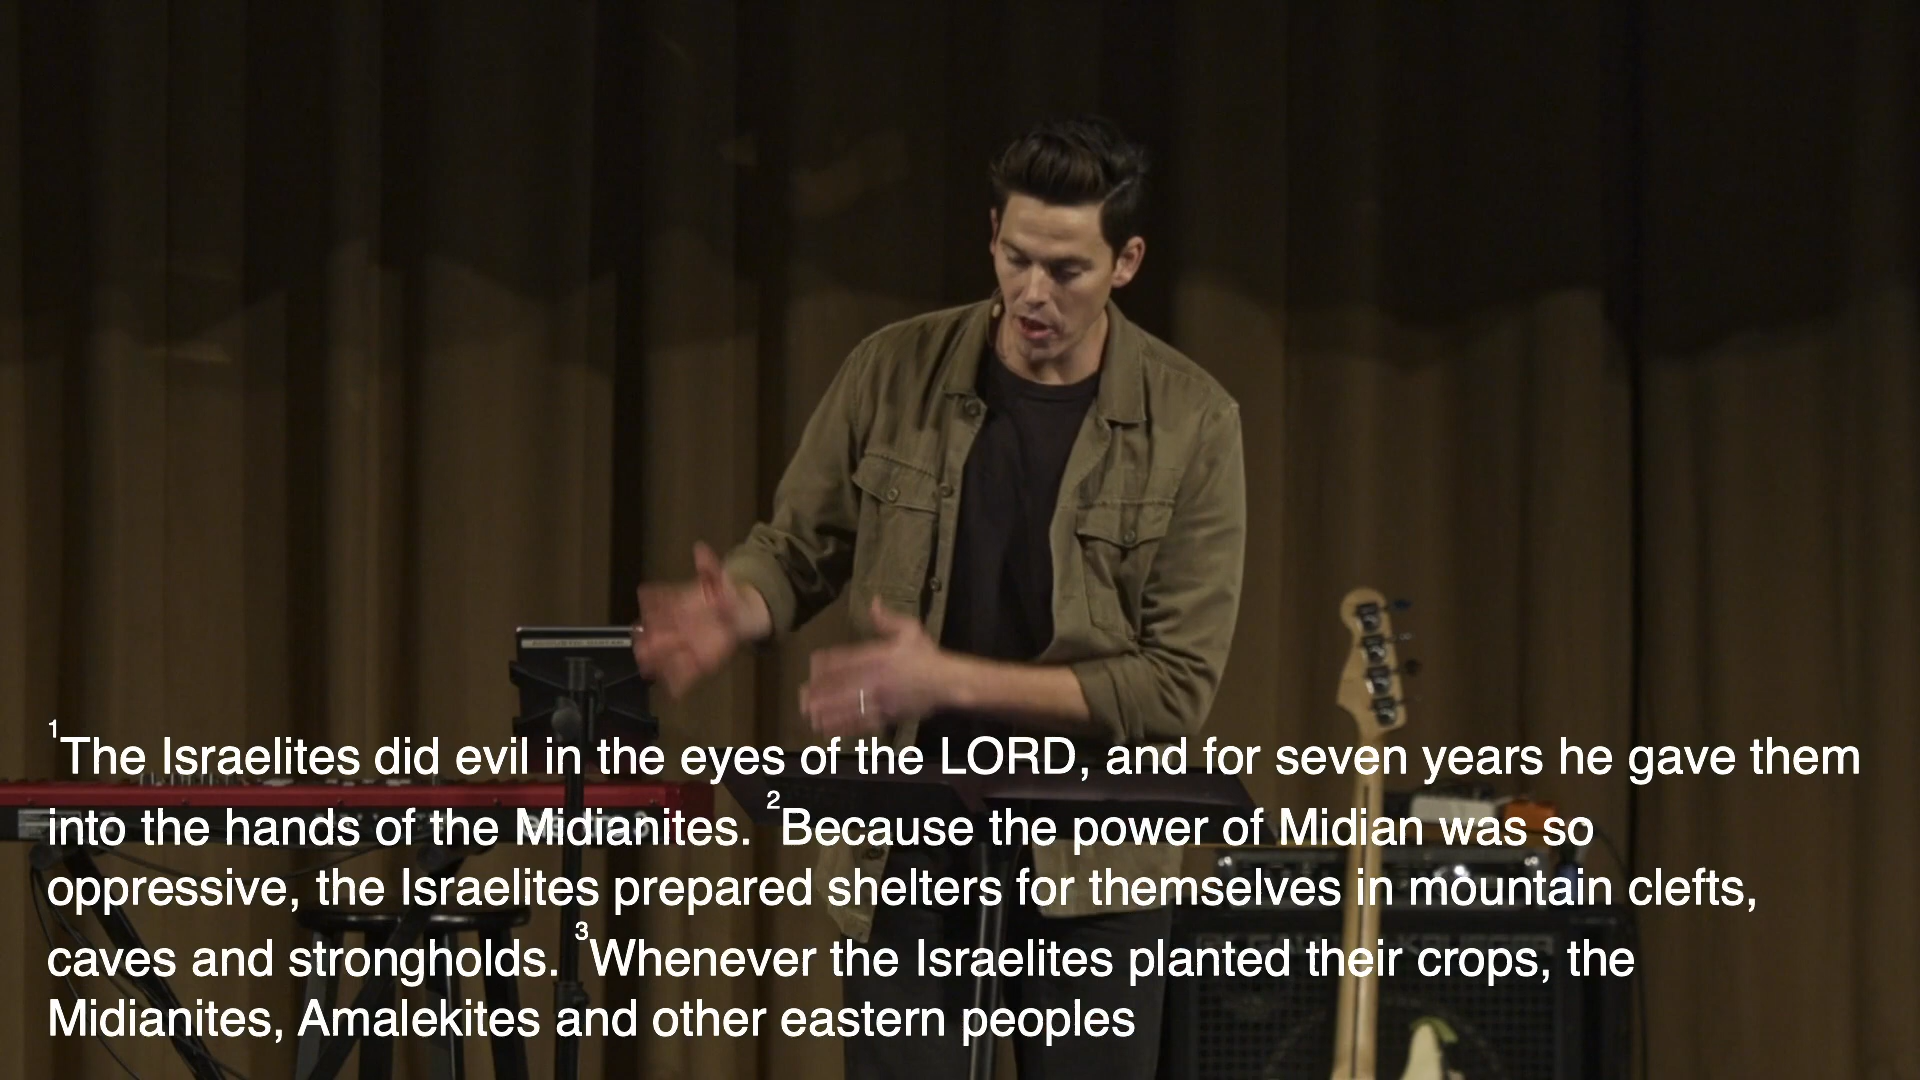 ¹The Israelites did evil in the eyes of the LORD, and for seven years he gave them
into the hands of the Midianites. ²Because the power of Midian was so
oppressive, the Israelites prepared shelters for themselves in mountain clefts,
caves and strongholds. ³Whenever the Israelites planted their crops, the
Midianites, Amalekites and other eastern peoples